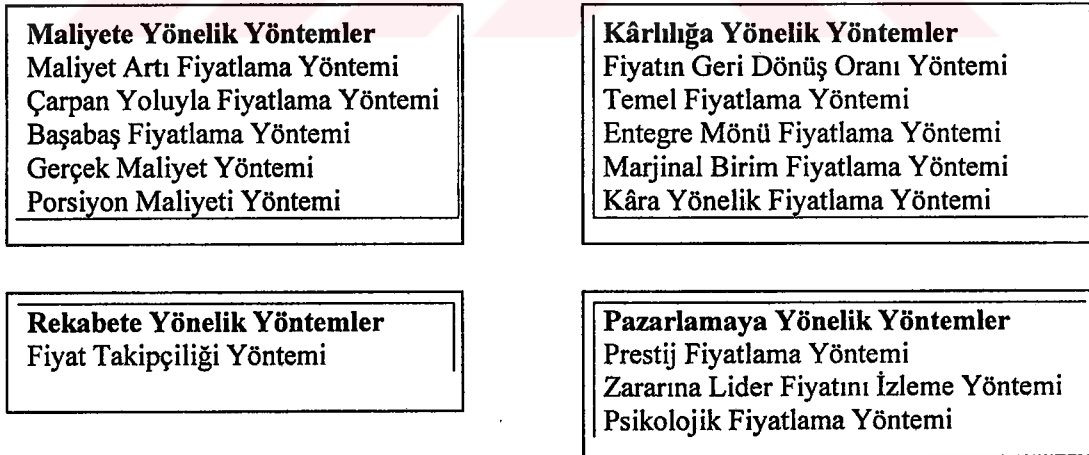 Maliyete Yönelik Yöntemler
Maliyet Artı Fiyatlama Yöntemi
Çarpan Yoluyla Fiyatlama Yöntemi
Başabaş Fiyatlama Yöntemi
Gerçek Maliyet Yöntemi
Porsiyon Maliyeti Yöntemi
Kârlılığa Yönelik Yöntemler
Fiyatın Geri Dönüş Oranı Yöntemi
Temel Fiyatlama Yöntemi
Entegre Mönü Fiyatlama Yöntemi
Marjinal Birim Fiyatlama Yöntemi
Kâra Yönelik Fiyatlama Yöntemi
Rekabete Yönelik Yöntemler
Fiyat Takipçiliği Yöntemi
Pazarlamaya Yönelik Yöntemler
Prestij Fiyatlama Yöntemi
Zararına Lider Fiyatını İzleme Yöntemi
Psikolojik Fiyatlama Yöntemi